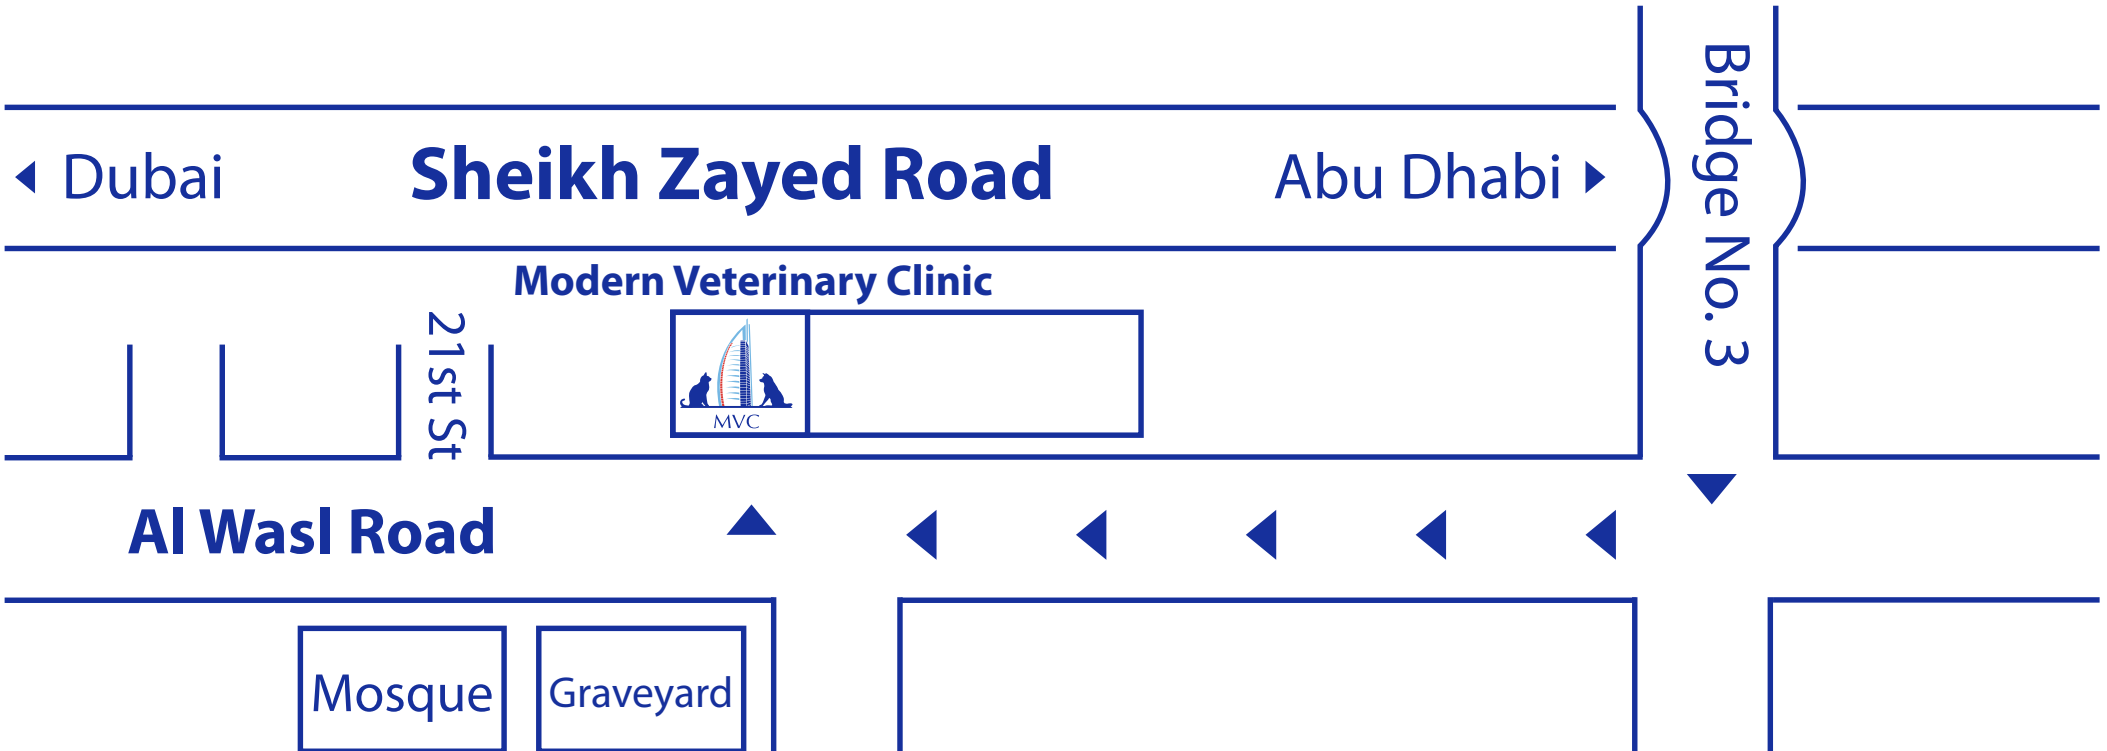 Bridge No. 3
Dubai
Sheikh Zayed Road
Abu Dhabi
Modern Veterinary Clinic
21st St
MVC
Al Wasl Road
Mosque
Graveyard